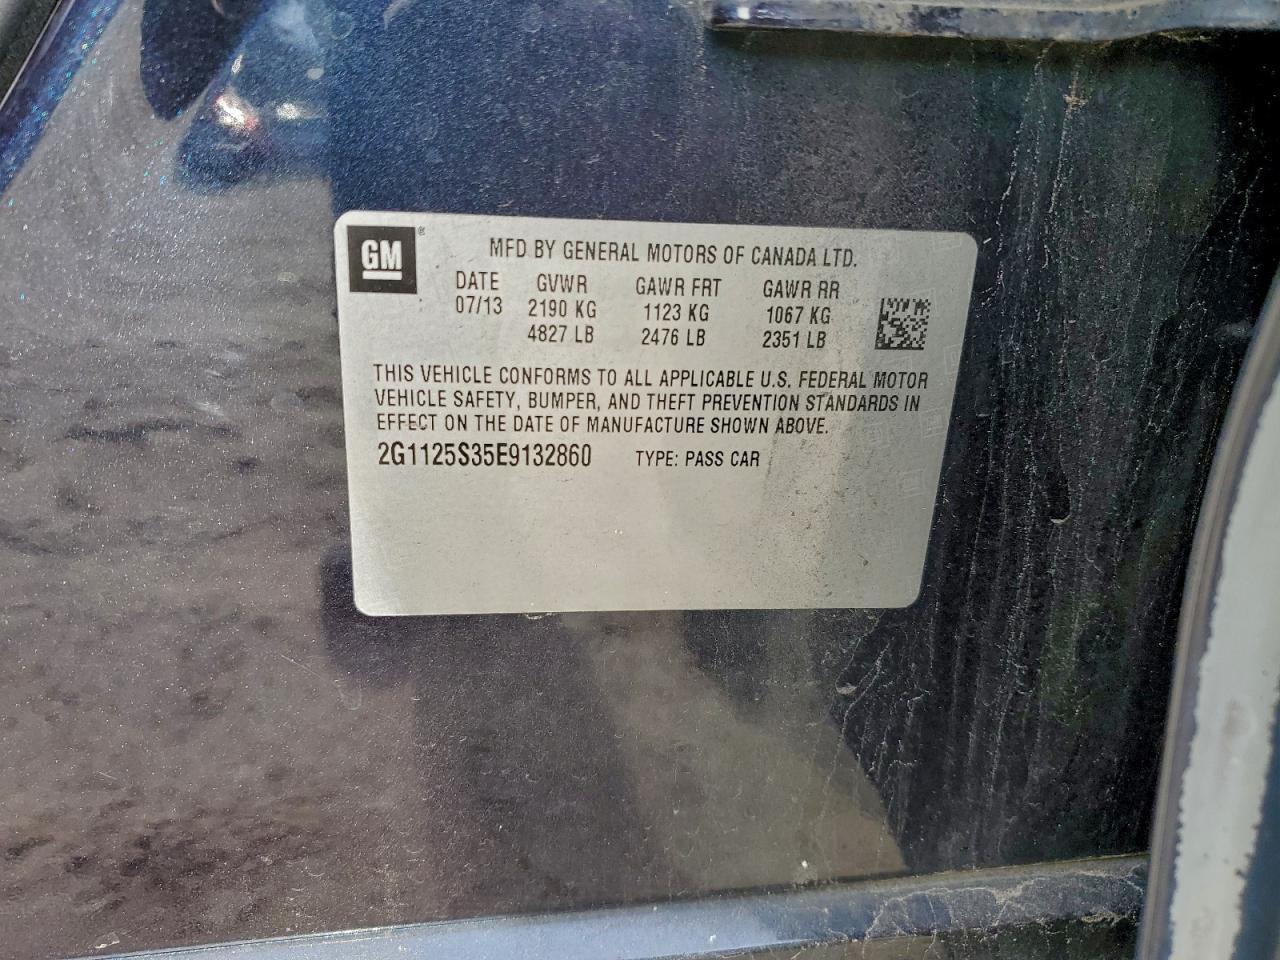 GM ®
MFD BY GENERAL MOTORS OF CANADA LTD.
DATE GVWR GAWR FRT GAWR RR
07/13 2190 KG 1123 KG 1067 KG
4827 LB 2476 LB 2351 LB
THIS VEHICLE CONFORMS TO ALL APPLICABLE U.S. FEDERAL MOTOR
VEHICLE SAFETY, BUMPER, AND THEFT PREVENTION STANDARDS IN
EFFECT ON THE DATE OF MANUFACTURE SHOWN ABOVE.
2G1125S35E9132860 TYPE: PASS CAR